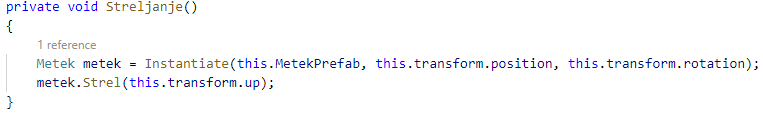 private void Streljanje()
{
1 reference
Metek metek = Instantiate(this.MetekPrefab, this.transform.position, this.transform.rotation);
metek.Strel(this.transform.up);
}